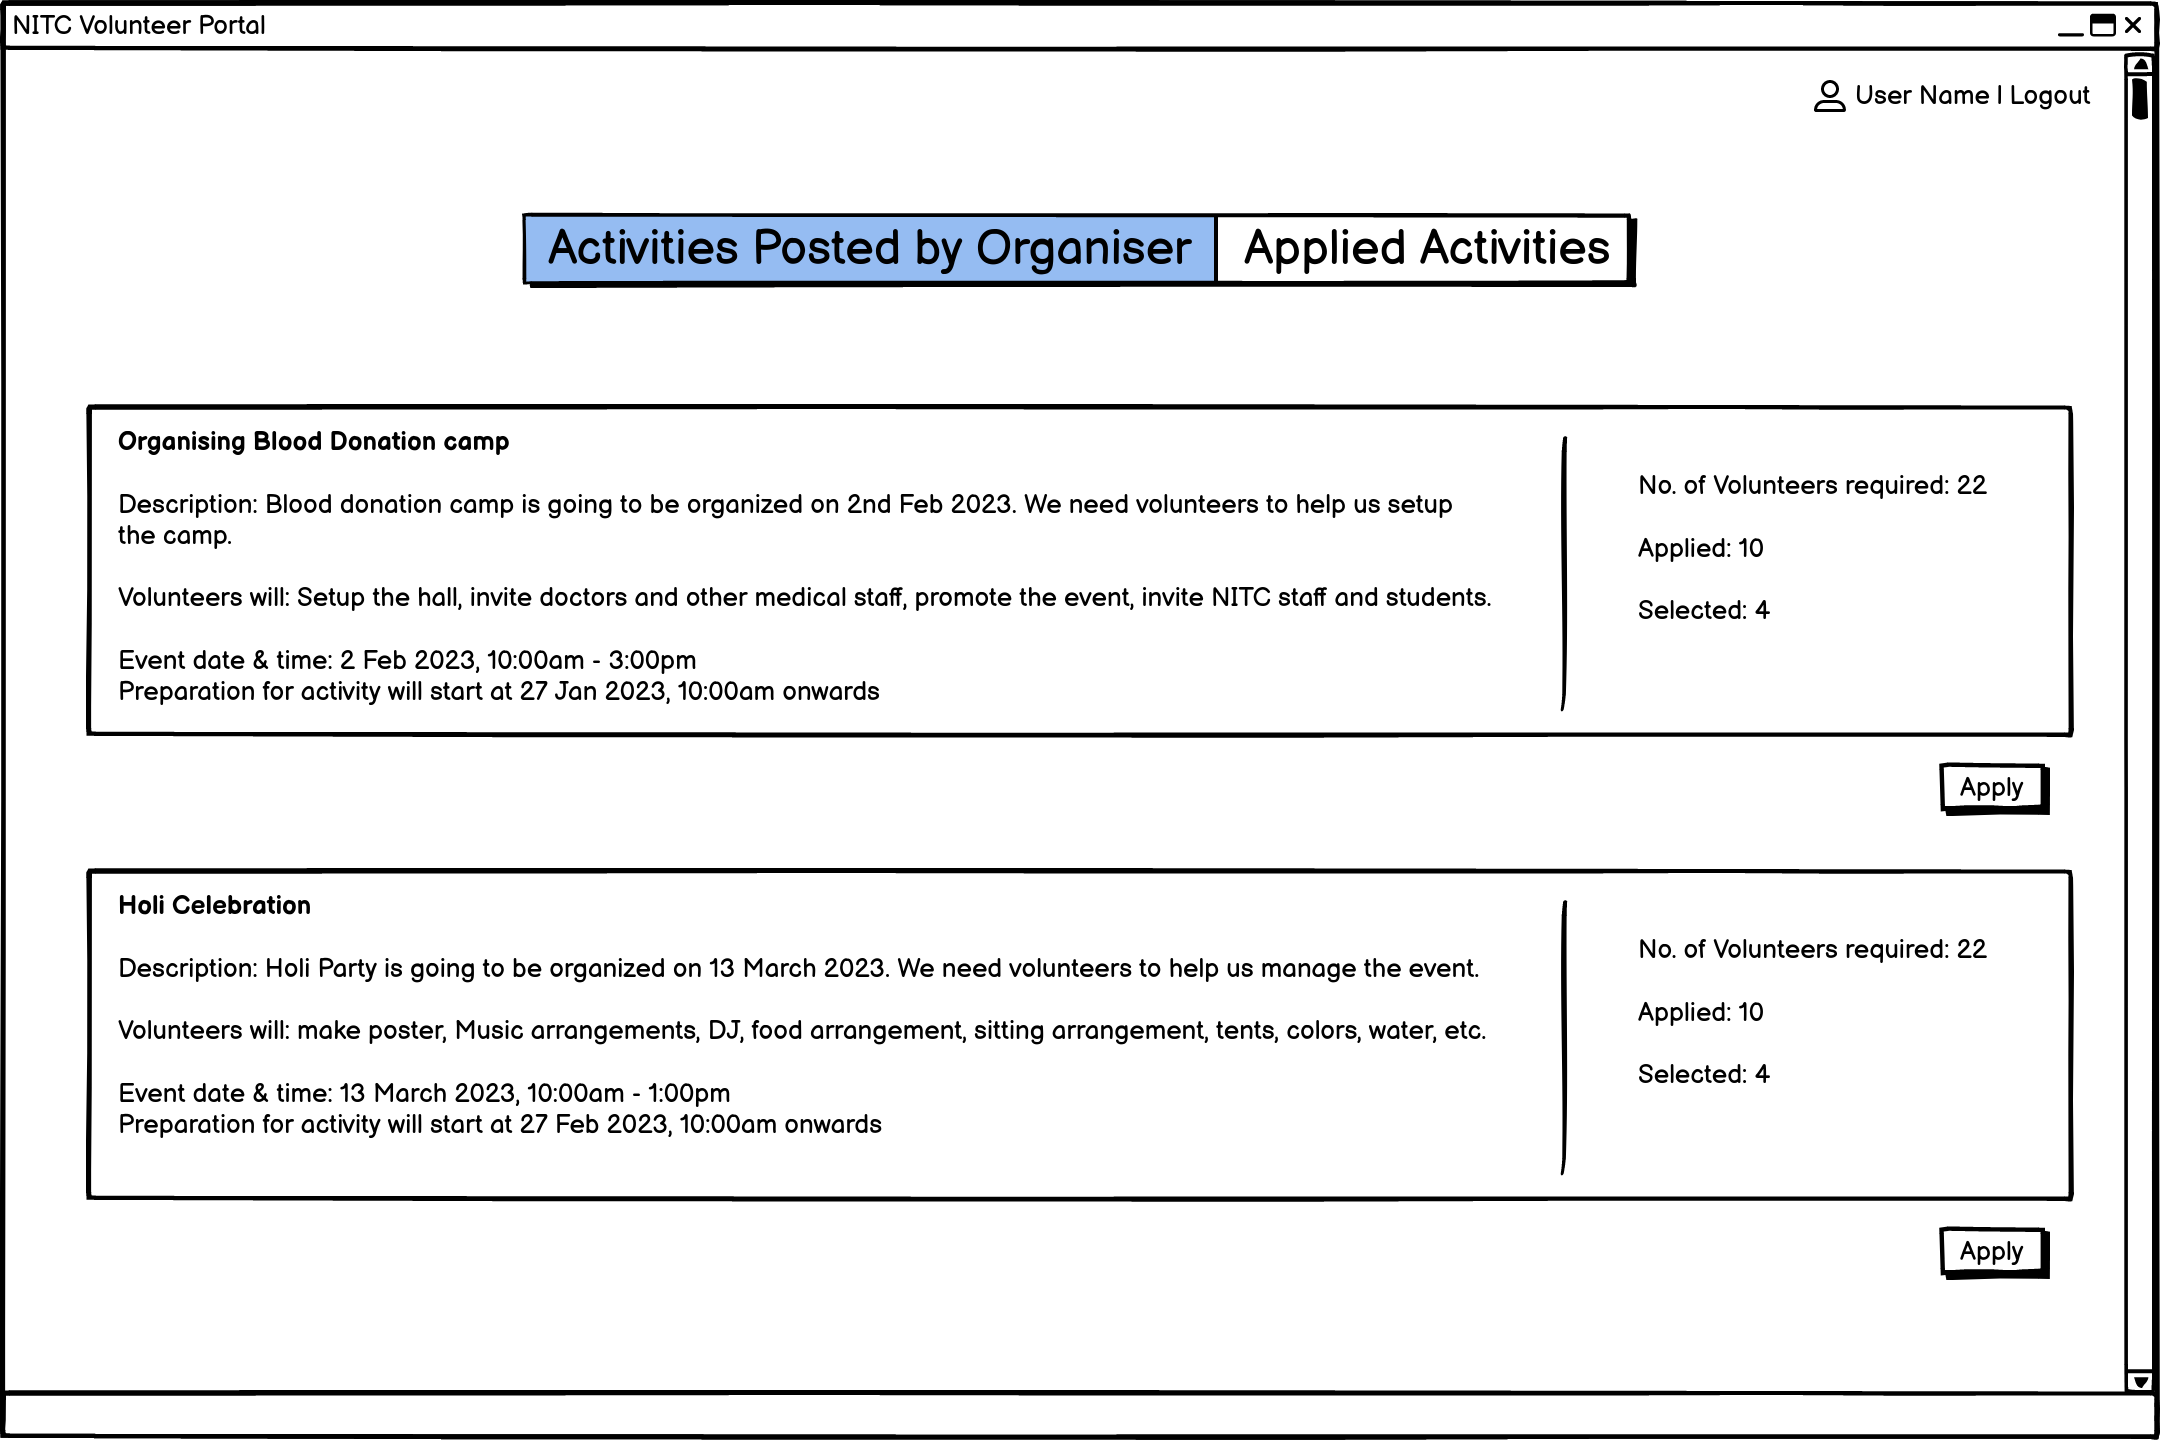 NITC Volunteer Portal
User Name | Logout
Activities Posted by Organiser
Applied Activities
Organising Blood Donation camp
Description: Blood donation camp is going to be organized on 2nd Feb 2023. We need volunteers to help us setup
the camp.
Volunteers will: Setup the hall, invite doctors and other medical staff, promote the event, invite NITC staff and students.
Event date & time: 2 Feb 2023, 10:00am - 3:00pm
Preparation for activity will start at 27 Jan 2023, 10:00am onwards
No. of Volunteers required: 22
Applied: 10
Selected: 4
Apply
Holi Celebration
Description: Holi Party is going to be organized on 13 March 2023. We need volunteers to help us manage the event.
Volunteers will: make poster, Music arrangements, DJ, food arrangement, sitting arrangement, tents, colors, water, etc.
Event date & time: 13 March 2023, 10:00am - 1:00pm
Preparation for activity will start at 27 Feb 2023, 10:00am onwards
No. of Volunteers required: 22
Applied: 10
Selected: 4
Apply